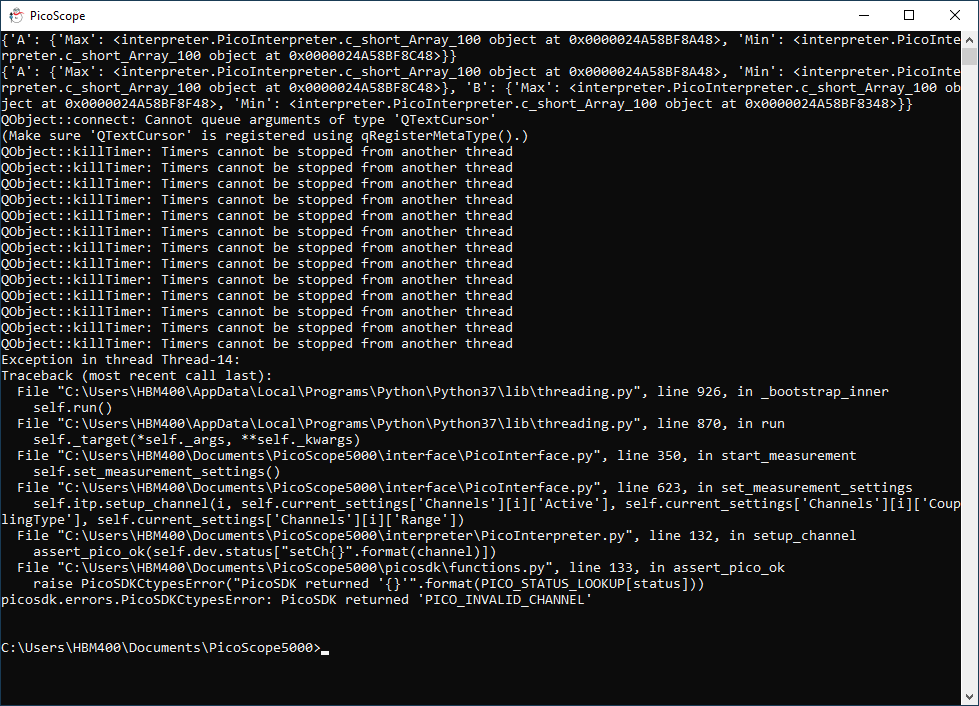 PicoScope
{'A': {'Max': <interpreter.PicoInterpreter.c_short_Array_100 object at 0x0000024A58BF8A48>, 'Min': <interpreter.PicoInte
rpreter.c_short_Array_100 object at 0x0000024A58BF8C48>}}
{'A': {'Max': <interpreter.PicoInterpreter.c_short_Array_100 object at 0x0000024A58BF8A48>, 'Min': <interpreter.PicoInte
rpreter.c_short_Array_100 object at 0x0000024A58BF8C48>}, 'B': {'Max': <interpreter.PicoInterpreter.c_short_Array_100 ob
ject at 0x0000024A58BF8F48>, 'Min': <interpreter.PicoInterpreter.c_short_Array_100 object at 0x0000024A58BF8348>}}
QObject::connect: Cannot queue arguments of type 'QTextCursor'
(Make sure 'QTextCursor' is registered using qRegisterMetaType().)
QObject::killTimer: Timers cannot be stopped from another thread
QObject::killTimer: Timers cannot be stopped from another thread
QObject::killTimer: Timers cannot be stopped from another thread
QObject::killTimer: Timers cannot be stopped from another thread
QObject::killTimer: Timers cannot be stopped from another thread
QObject::killTimer: Timers cannot be stopped from another thread
QObject::killTimer: Timers cannot be stopped from another thread
QObject::killTimer: Timers cannot be stopped from another thread
QObject::killTimer: Timers cannot be stopped from another thread
QObject::killTimer: Timers cannot be stopped from another thread
QObject::killTimer: Timers cannot be stopped from another thread
QObject::killTimer: Timers cannot be stopped from another thread
QObject::killTimer: Timers cannot be stopped from another thread
Exception in thread Thread-14:
Traceback (most recent call last):
  File "C:\Users\HBM400\AppData\Local\Programs\Python\Python37\lib\threading.py", line 926, in _bootstrap_inner
    self.run()
  File "C:\Users\HBM400\AppData\Local\Programs\Python\Python37\lib\threading.py", line 870, in run
    self._target(*self._args, **self._kwargs)
  File "C:\Users\HBM400\Documents\PicoScope5000\interface\PicoInterface.py", line 350, in start_measurement
    self.set_measurement_settings()
  File "C:\Users\HBM400\Documents\PicoScope5000\interface\PicoInterface.py", line 623, in set_measurement_settings
    self.itp.setup_channel(i, self.current_settings['Channels'][i]['Active'], self.current_settings['Channels'][i]['Coup
lingType'], self.current_settings['Channels'][i]['Range'])
  File "C:\Users\HBM400\Documents\PicoScope5000\interpreter\PicoInterpreter.py", line 132, in setup_channel
    assert_pico_ok(self.dev.status["setCh{}".format(channel)])
  File "C:\Users\HBM400\Documents\PicoScope5000\picosdk\functions.py", line 133, in assert_pico_ok
    raise PicoSDKCtypesError("PicoSDK returned '{}'".format(PICO_STATUS_LOOKUP[status]))
picosdk.errors.PicoSDKCtypesError: PicoSDK returned 'PICO_INVALID_CHANNEL'
C:\Users\HBM400\Documents\PicoScope5000>